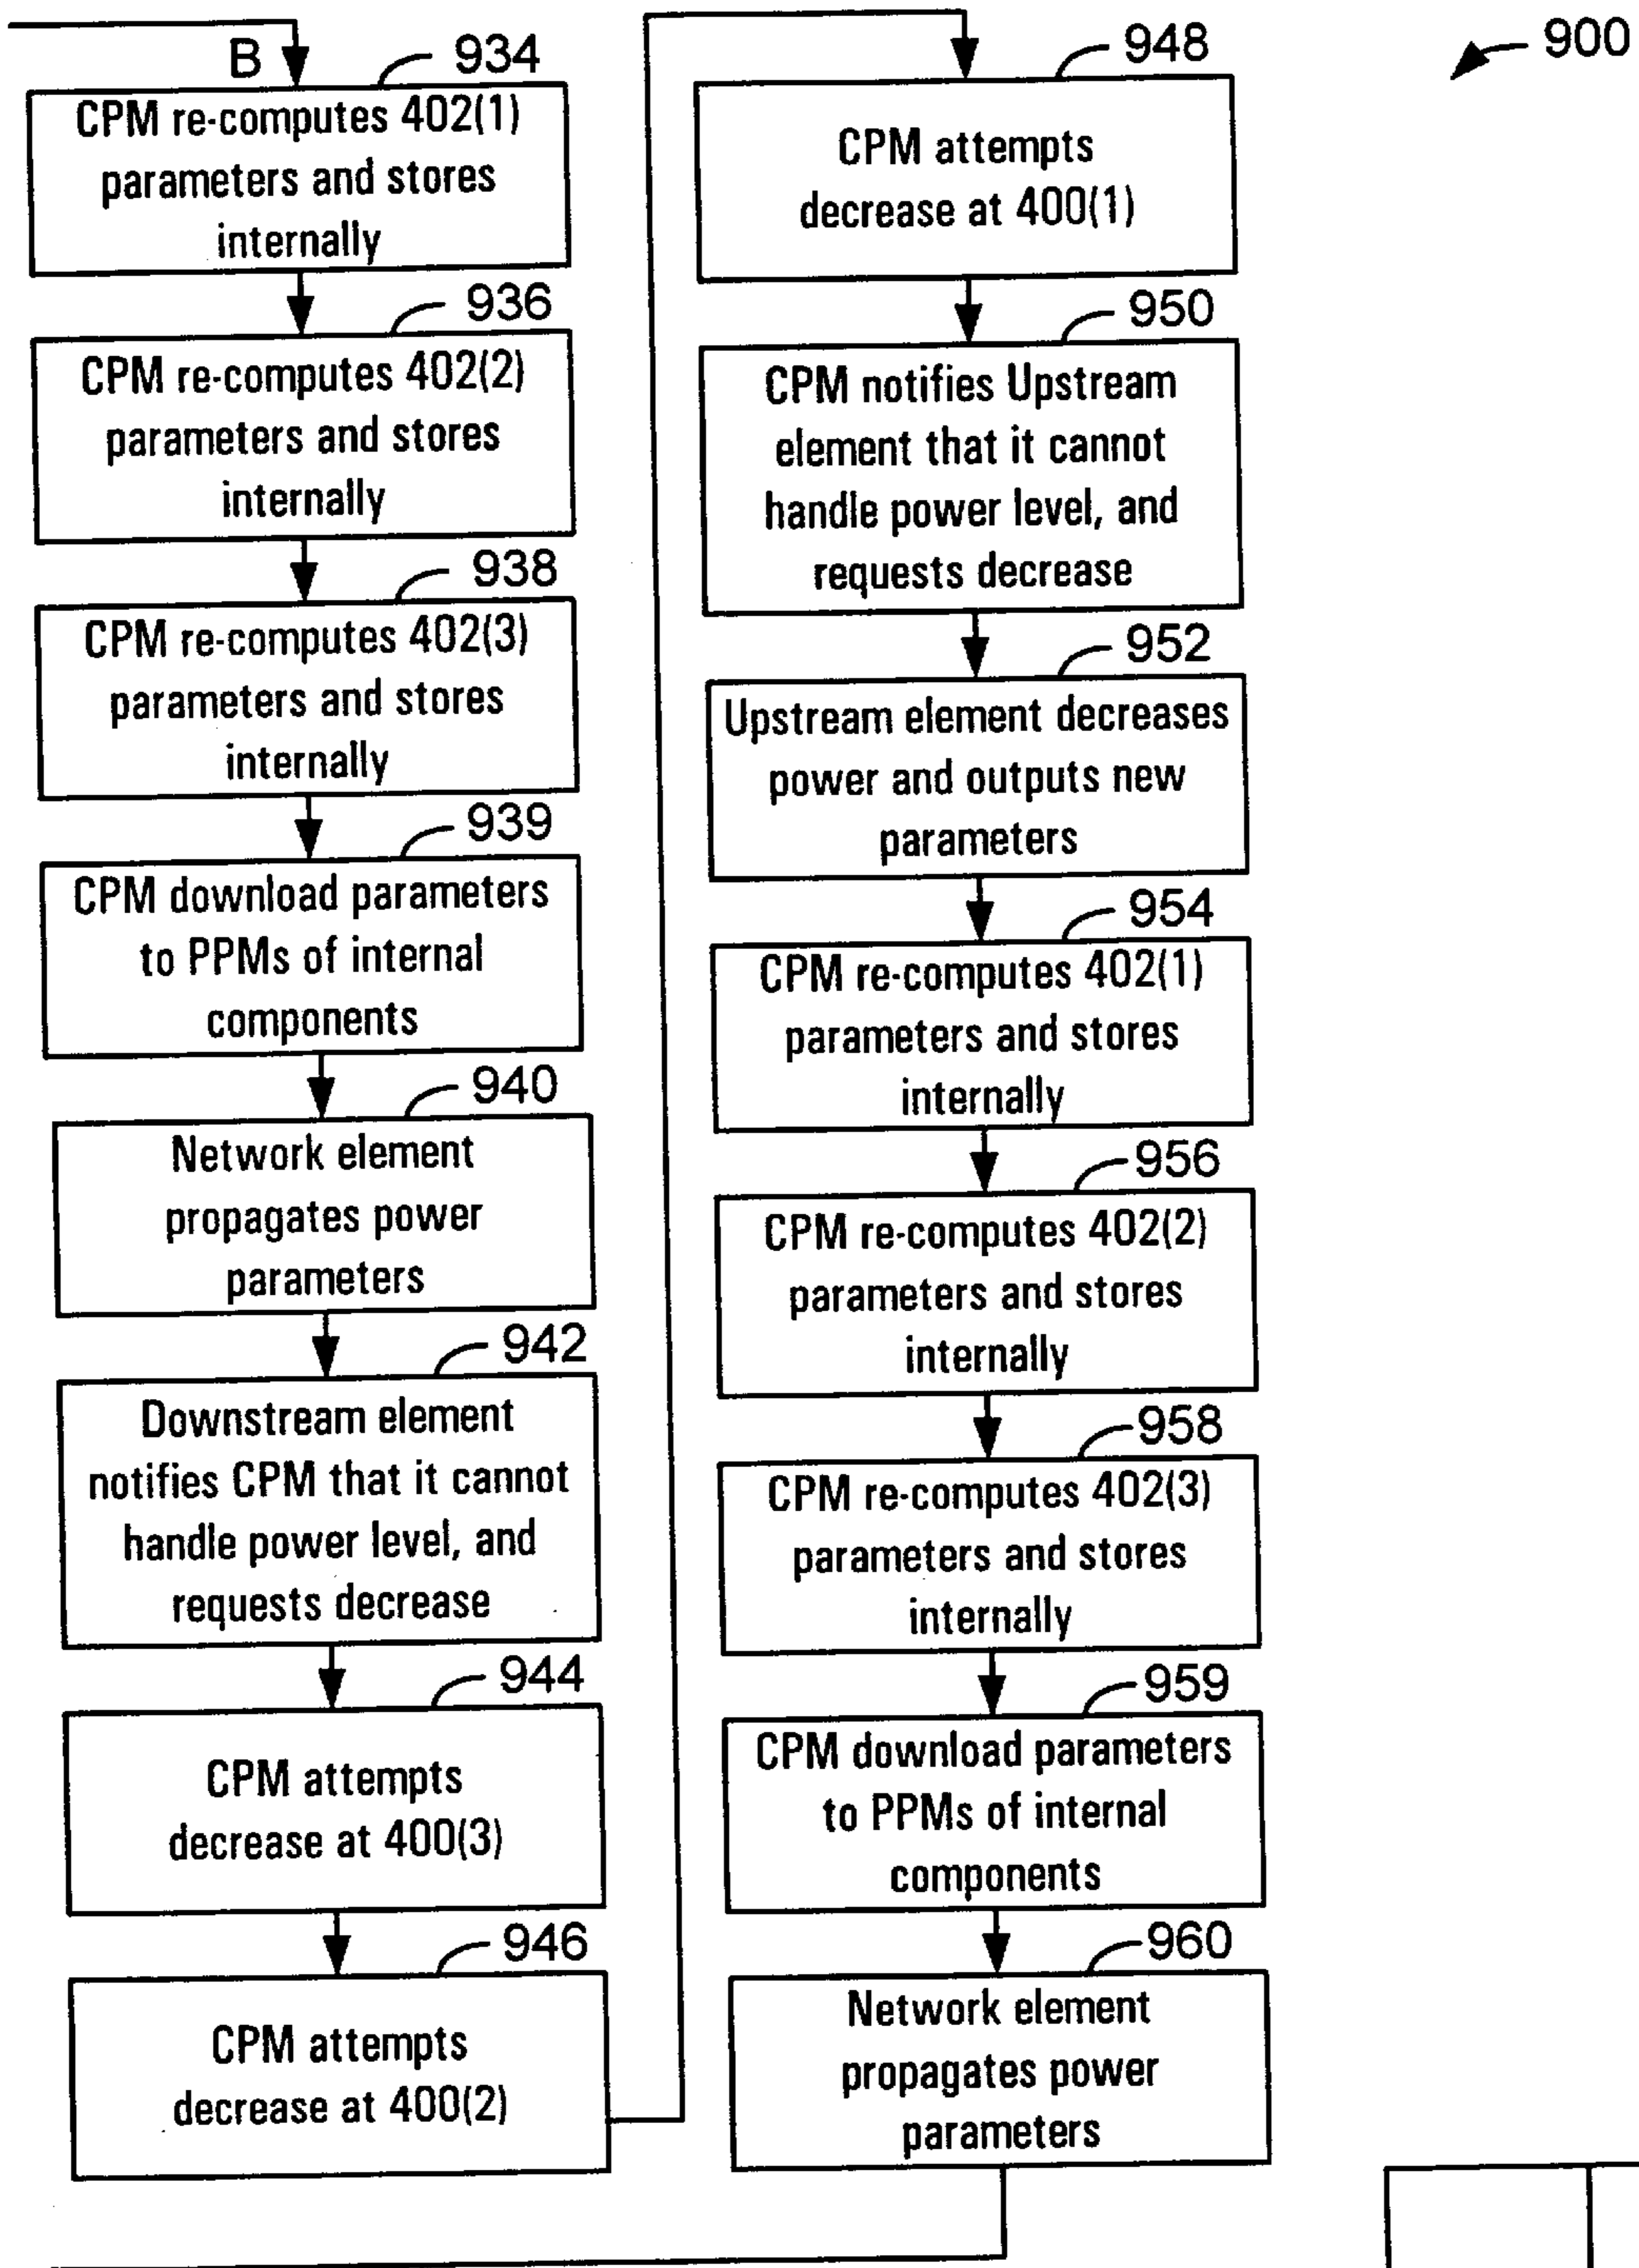 900
B
934
CPM re-computes 402(1)
parameters and stores
internally
936
CPM re-computes 402(2)
parameters and stores
internally
938
CPM re-computes 402(3)
parameters and stores
internally
939
CPM download parameters
to PPMs of internal
components
940
Network element
propagates power
parameters
942
Downstream element
notifies CPM that it cannot
handle power level, and
requests decrease
944
CPM attempts
decrease at 400(3)
946
CPM attempts
decrease at 400(2)
948
CPM attempts
decrease at 400(1)
950
CPM notifies Upstream
element that it cannot
handle power level, and
requests decrease
952
Upstream element decreases
power and outputs new
parameters
954
CPM re-computes 402(1)
parameters and stores
internally
956
CPM re-computes 402(2)
parameters and stores
internally
958
CPM re-computes 402(3)
parameters and stores
internally
959
CPM download parameters
to PPMs of internal
components
960
Network element
propagates power
parameters